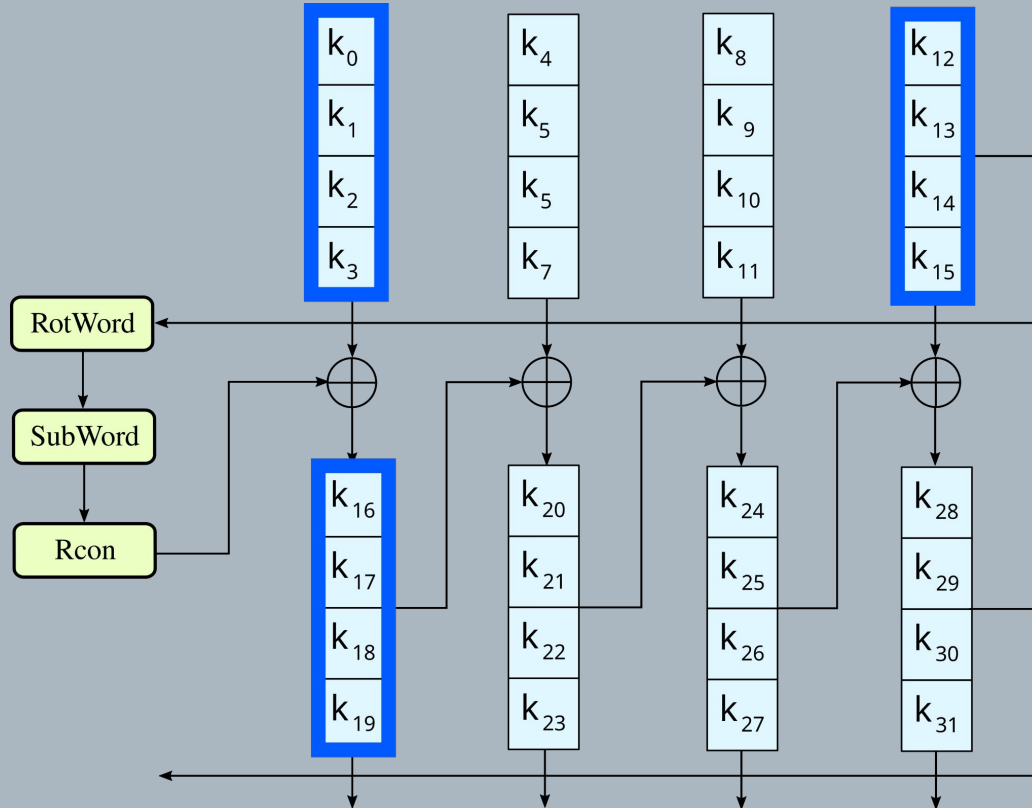 k0 k4 k8 k12
k1 k5 k9 k13
k2 k5 k10 k14
k3 k7 k11 k15
RotWord
SubWord
k16 k20 k24 k28
Rcon
k17 k21 k25 k29
k18 k22 k26 k30
k19 k23 k27 k31